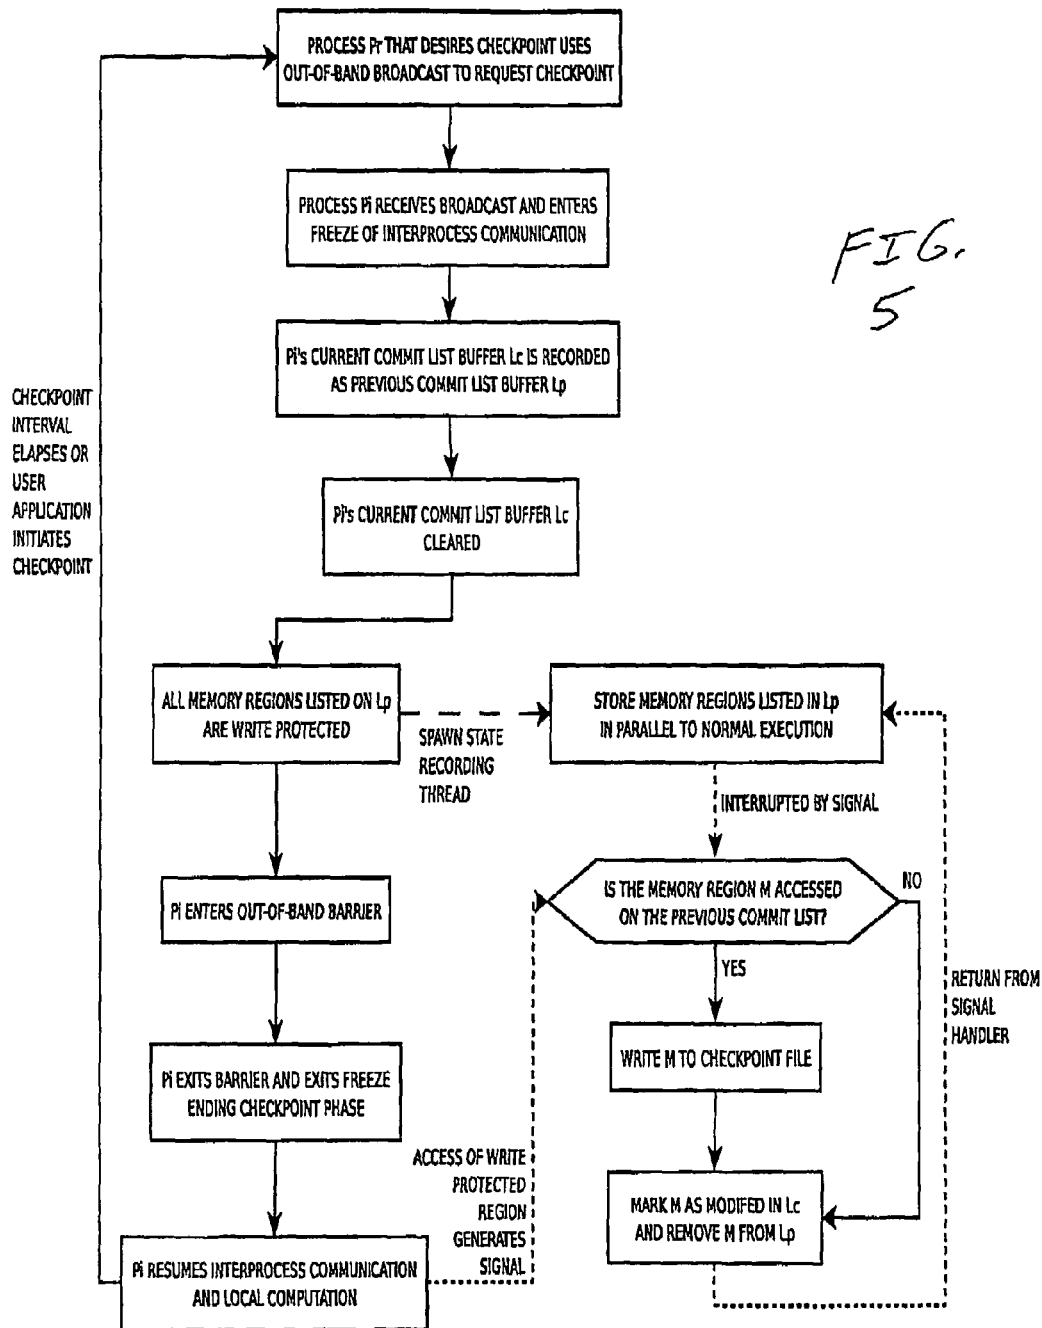 PROCESS Pr THAT DESIRES CHECKPOINT USES
OUT-OF-BAND BROADCAST TO REQUEST CHECKPOINT
PROCESS Pi RECEIVES BROADCAST AND ENTERS
FREEZE OF INTERPROCESS COMMUNICATION
FIG.
5
Pi's CURRENT COMMIT LIST BUFFER Lc IS RECORDED
AS PREVIOUS COMMIT LIST BUFFER Lp
CHECKPOINT
INTERVAL
ELAPSES OR
USER
APPLICATION
INITIATES
CHECKPOINT
Pi's CURRENT COMMIT LIST BUFFER Lc
CLEARED
ALL MEMORY REGIONS LISTED ON Lp
ARE WRITE PROTECTED
SPAWN STATE
RECORDING
THREAD
STORE MEMORY REGIONS LISTED IN Lp
IN PARALLEL TO NORMAL EXECUTION
INTERRUPTED BY SIGNAL
IS THE MEMORY REGION M ACCESSED
ON THE PREVIOUS COMMIT LIST?
NO
YES
Pi ENTERS OUT-OF-BAND BARRIER
RETURN FROM
SIGNAL
HANDLER
WRITE M TO CHECKPOINT FILE
Pi EXITS BARRIER AND EXITS FREEZE
ENDING CHECKPOINT PHASE
ACCESS OF WRITE
PROTECTED
REGION
GENERATES
SIGNAL
MARK M AS MODIFED IN Lc
AND REMOVE M FROM Lp
Pi RESUMES INTERPROCESS COMMUNICATION
AND LOCAL COMPUTATION